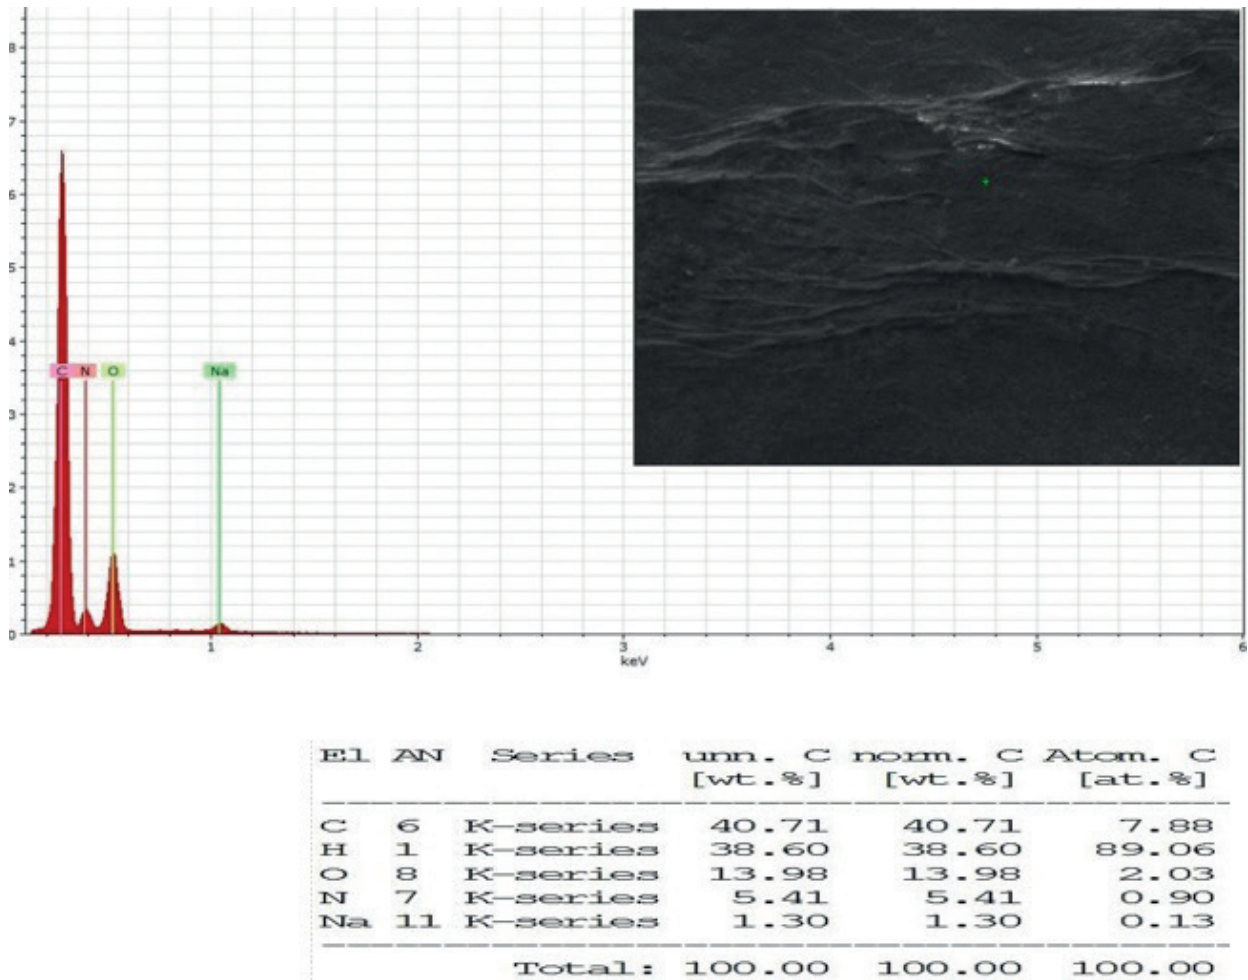 8
7
6
5
4
3
2
1
0
C N O Na
1 2 3 4 5 6
keV
El AN Series unn. C norm. C Atom. C
[wt.%] [wt.%] [at.%]
C 6 K-series 40.71 40.71 7.88
H 1 K-series 38.60 38.60 89.06
O 8 K-series 13.98 13.98 2.03
N 7 K-series 5.41 5.41 0.90
Na 11 K-series 1.30 1.30 0.13
Total: 100.00 100.00 100.00